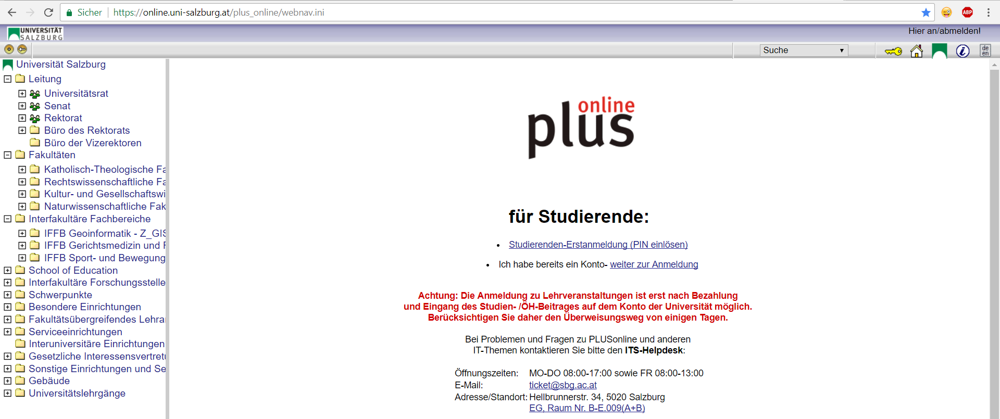 Sicher https://online.uni-salzburg.at/plus_online/webnav.ini
ABP
UNIVERSITÄT
SALZBURG
Hier an/abmelden!
Suche
de
en
Universität Salzburg
Leitung
Universitätsrat
Senat
Rektorat
Büro des Rektorats
Büro der Vizerektoren
Fakultäten
Katholisch-Theologische Fa
Rechtswissenschaftliche Fa
Kultur- und Gesellschaftswi
Naturwissenschaftliche Fak
Interfakultäre Fachbereiche
IFFB Geoinformatik - Z_GIS
IFFB Gerichtsmedizin und F
IFFB Sport- und Bewegung
School of Education
Interfakultäre Forschungsstelle
Schwerpunkte
Besondere Einrichtungen
Fakultätsübergreifendes Lehra
Serviceeinrichtungen
Interuniversitäre Einrichtungen
Gesetzliche Interessensvertretu
Sonstige Einrichtungen und Se
Gebäude
Universitätslehrgänge
online
plus
für Studierende:
• Studierenden-Erstanmeldung (PIN einlösen)
• Ich habe bereits ein Konto- weiter zur Anmeldung
Achtung: Die Anmeldung zu Lehrveranstaltungen ist erst nach Bezahlung
und Eingang des Studien- /ÖH-Beitrages auf dem Konto der Universität möglich.
Berücksichtigen Sie daher den Überweisungsweg von einigen Tagen.
Bei Problemen und Fragen zu PLUSonline und anderen
IT-Themen kontaktieren Sie bitte den ITS-Helpdesk:
Öffnungszeiten: MO-DO 08:00-17:00 sowie FR 08:00-13:00
E-Mail: ticket@sbg.ac.at
Adresse/Standort: Hellbrunnerstr. 34, 5020 Salzburg
EG, Raum Nr. B-E.009(A+B)